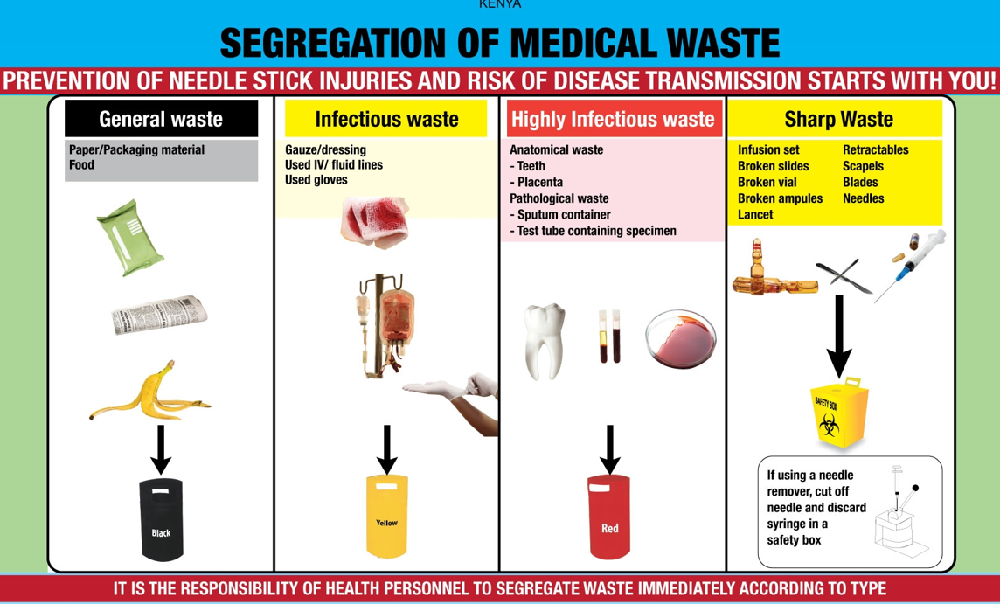 KENYA
SEGREGATION OF MEDICAL WASTE
PREVENTION OF NEEDLE STICK INJURIES AND RISK OF DISEASE TRANSMISSION STARTS WITH YOU!
General waste
Paper/Packaging material
Food
Black
Infectious waste
Gauze/dressing
Used IV/ fluid lines
Used gloves
Yellow
Highly Infectious waste
Anatomical waste
- Teeth
- Placenta
Pathological waste
- Sputum container
- Test tube containing specimen
Red
Sharp Waste
Infusion set
Broken slides
Broken vial
Broken ampules
Lancet
Retractables
Scapels
Blades
Needles
SAFETY BOX
If using a needle
remover, cut off
needle and discard
syringe in a
safety box
IT IS THE RESPONSIBILITY OF HEALTH PERSONNEL TO SEGREGATE WASTE IMMEDIATELY ACCORDING TO TYPE